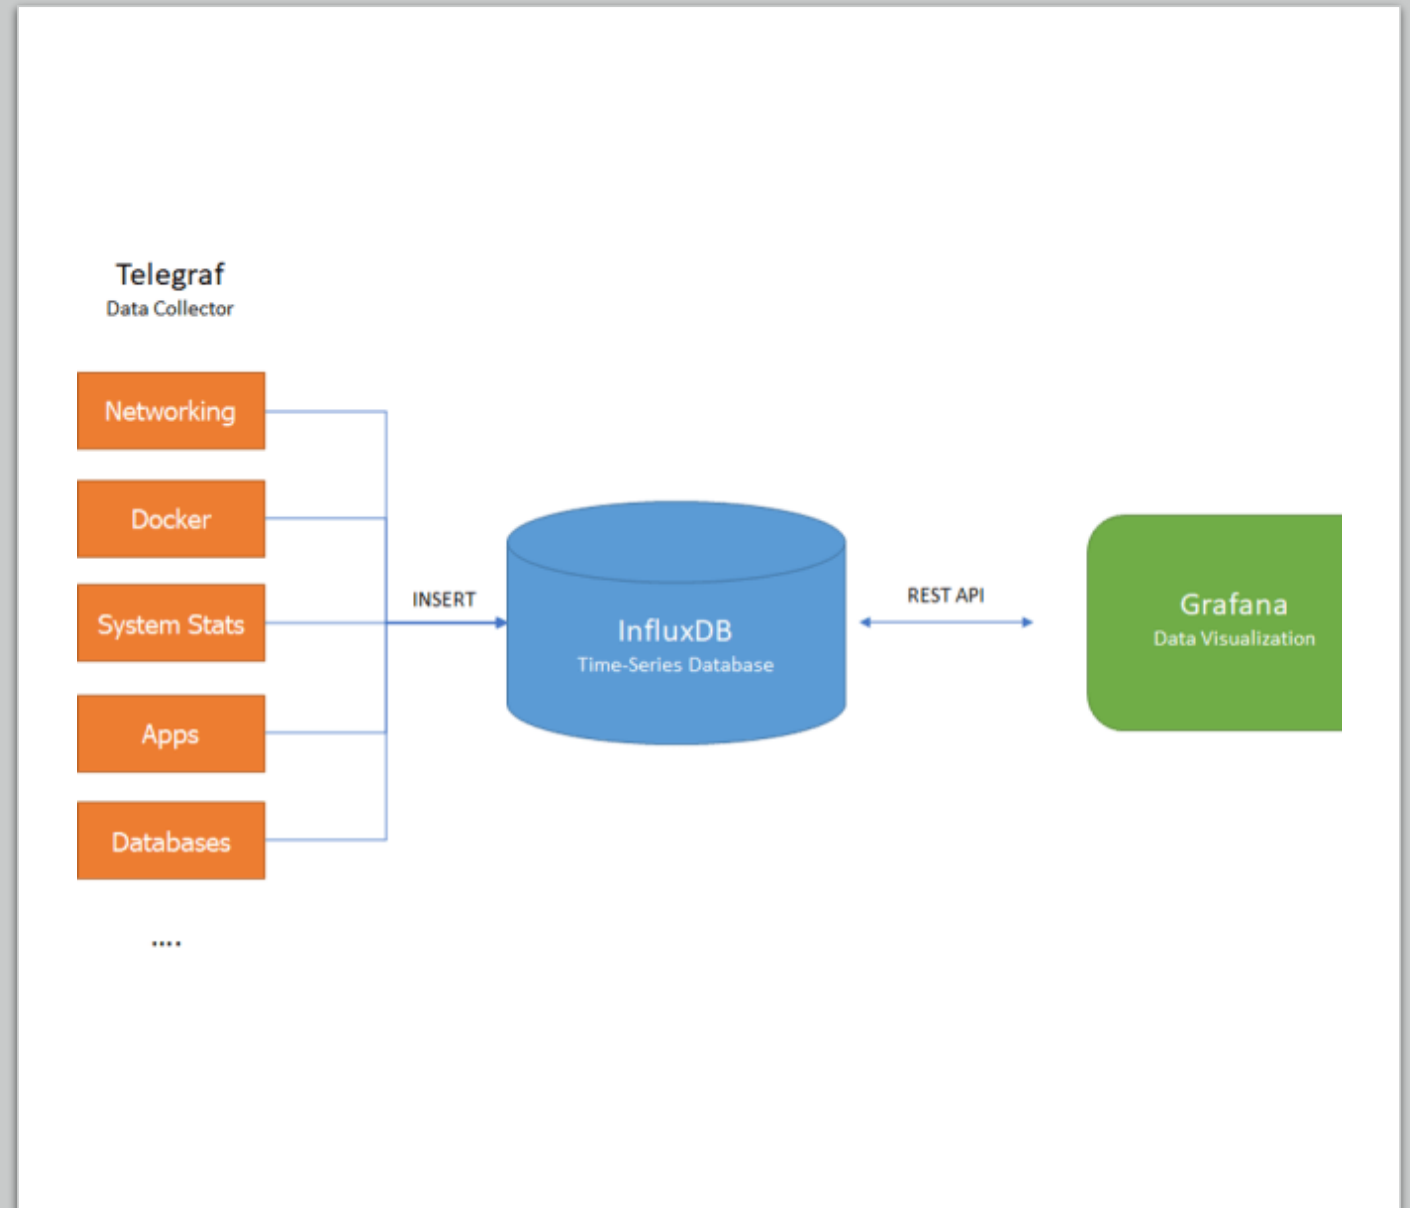 Telegraf
Data Collector
Networking
Docker
System Stats
Apps
Databases
....
INSERT
InfluxDB
Time-Series Database
REST API
Grafana
Data Visualization